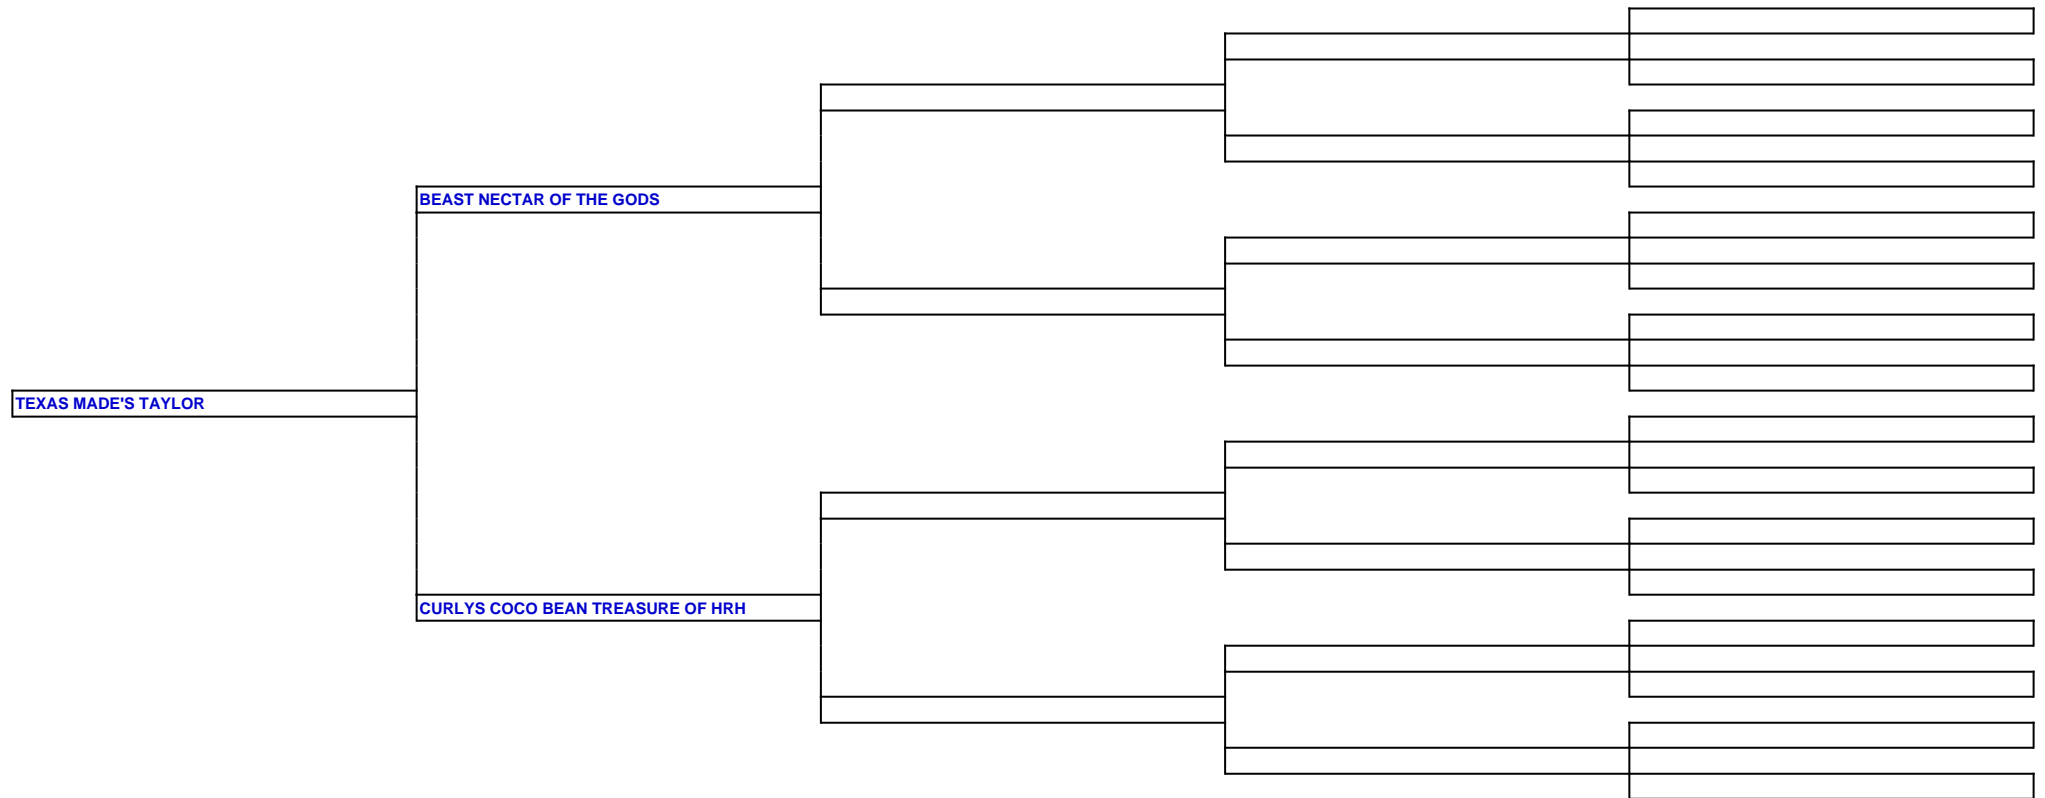 BEAST NECTAR OF THE GODS
TEXAS MADE'S TAYLOR
CURLYS COCO BEAN TREASURE OF HRH